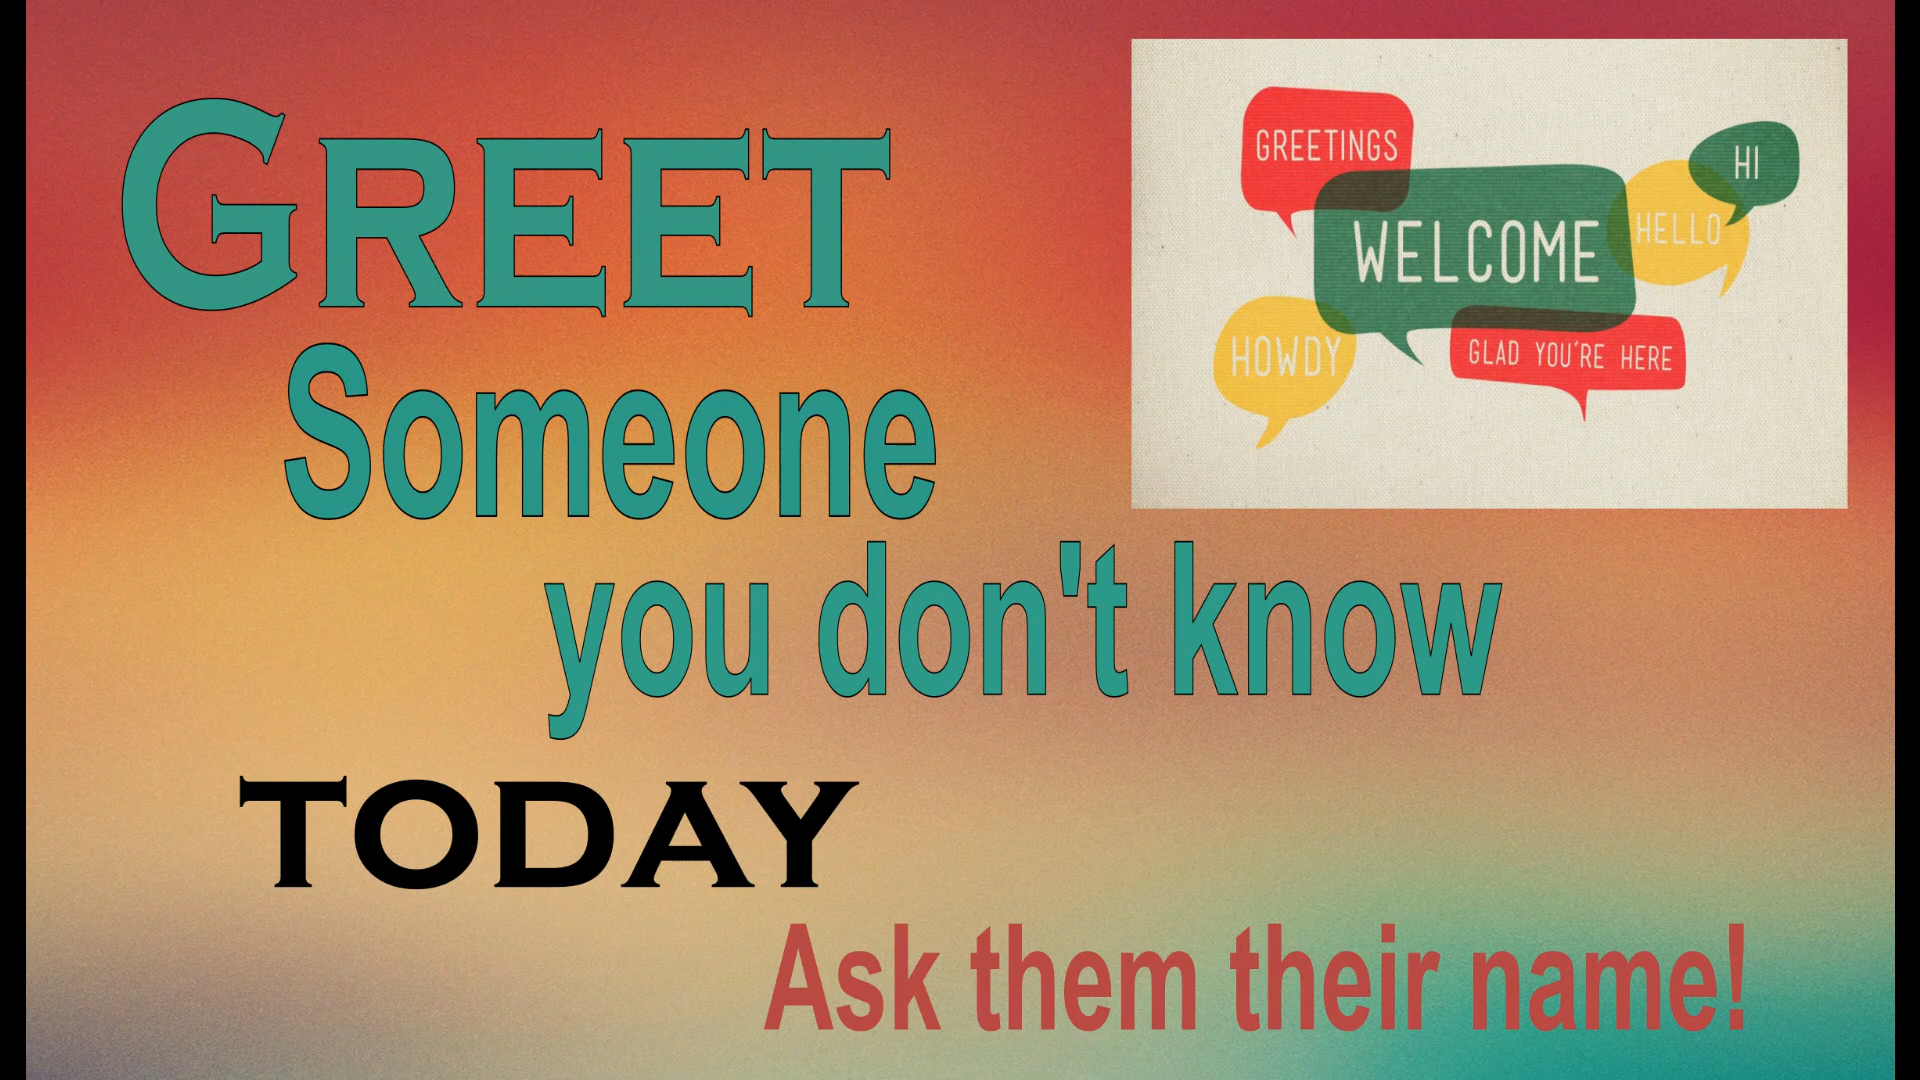 GREET
Someone
you don't know
TODAY
Ask them their name!
GREETINGS
HI
WELCOME
HELLO
HOWDY
GLAD YOU'RE HERE